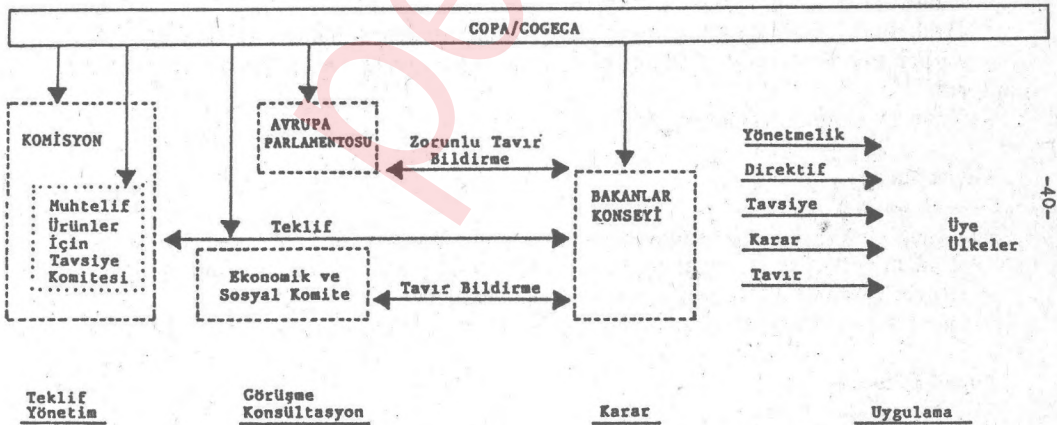 COPA/COGECA
KOMİSYON
Muhtelif
Ürünler
İçin
Tavsiye
Komitesi
AVRUPA
PARLAMENTOSU
Zorunlu Tavır
Bildirme
Teklif
Ekonomik ve
Sosyal Komite
Tavır Bildirme
BAKANLAR
KONSEYİ
Yönetmelik
Direktif
Tavsiye
Karar
Tavır
Üye
Ülkeler
-40-
Teklif
Yönetim
Görüşme
Konsültasyon
Karar
Uygulama